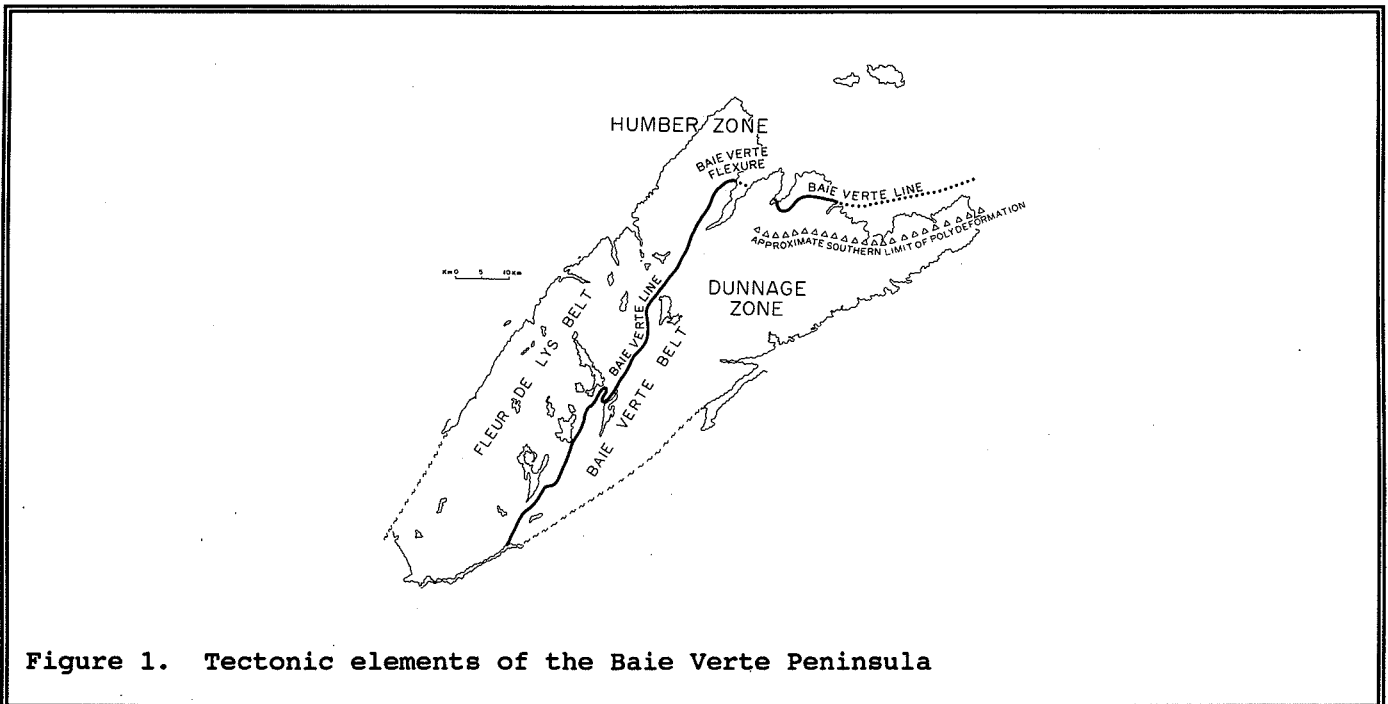 HUMBER ZONE
BAIE VERTE
FLEXURE
BAIE VERTE LINE
APPROXIMATE SOUTHERN LIMIT OF POLYDEFORMATION
Km 0 5 10 Km
DUNNAGE
ZONE
FLEUR DE LYS BELT
BAIE VERTE LINE
BAIE VERTE BELT
Figure 1. Tectonic elements of the Baie Verte Peninsula